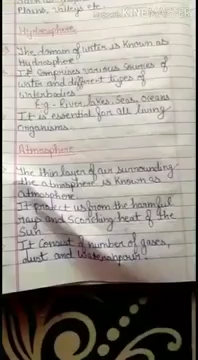 Plains, valleys etc.
Hydrosphere
The domain of water is known as
Hydrosphere
It comprises various sources of
water and different types of
waterbodies
E.g - River, lakes, Seas, oceans
It is essential for all living
organisms.
Atmosphere
The thin layer of air surrounding
the atmosphere is known as
atmosphere
It protect us from the harmful
rays and scorching heat of the
Sun
It consist of number of gases,
dust and watervapour.